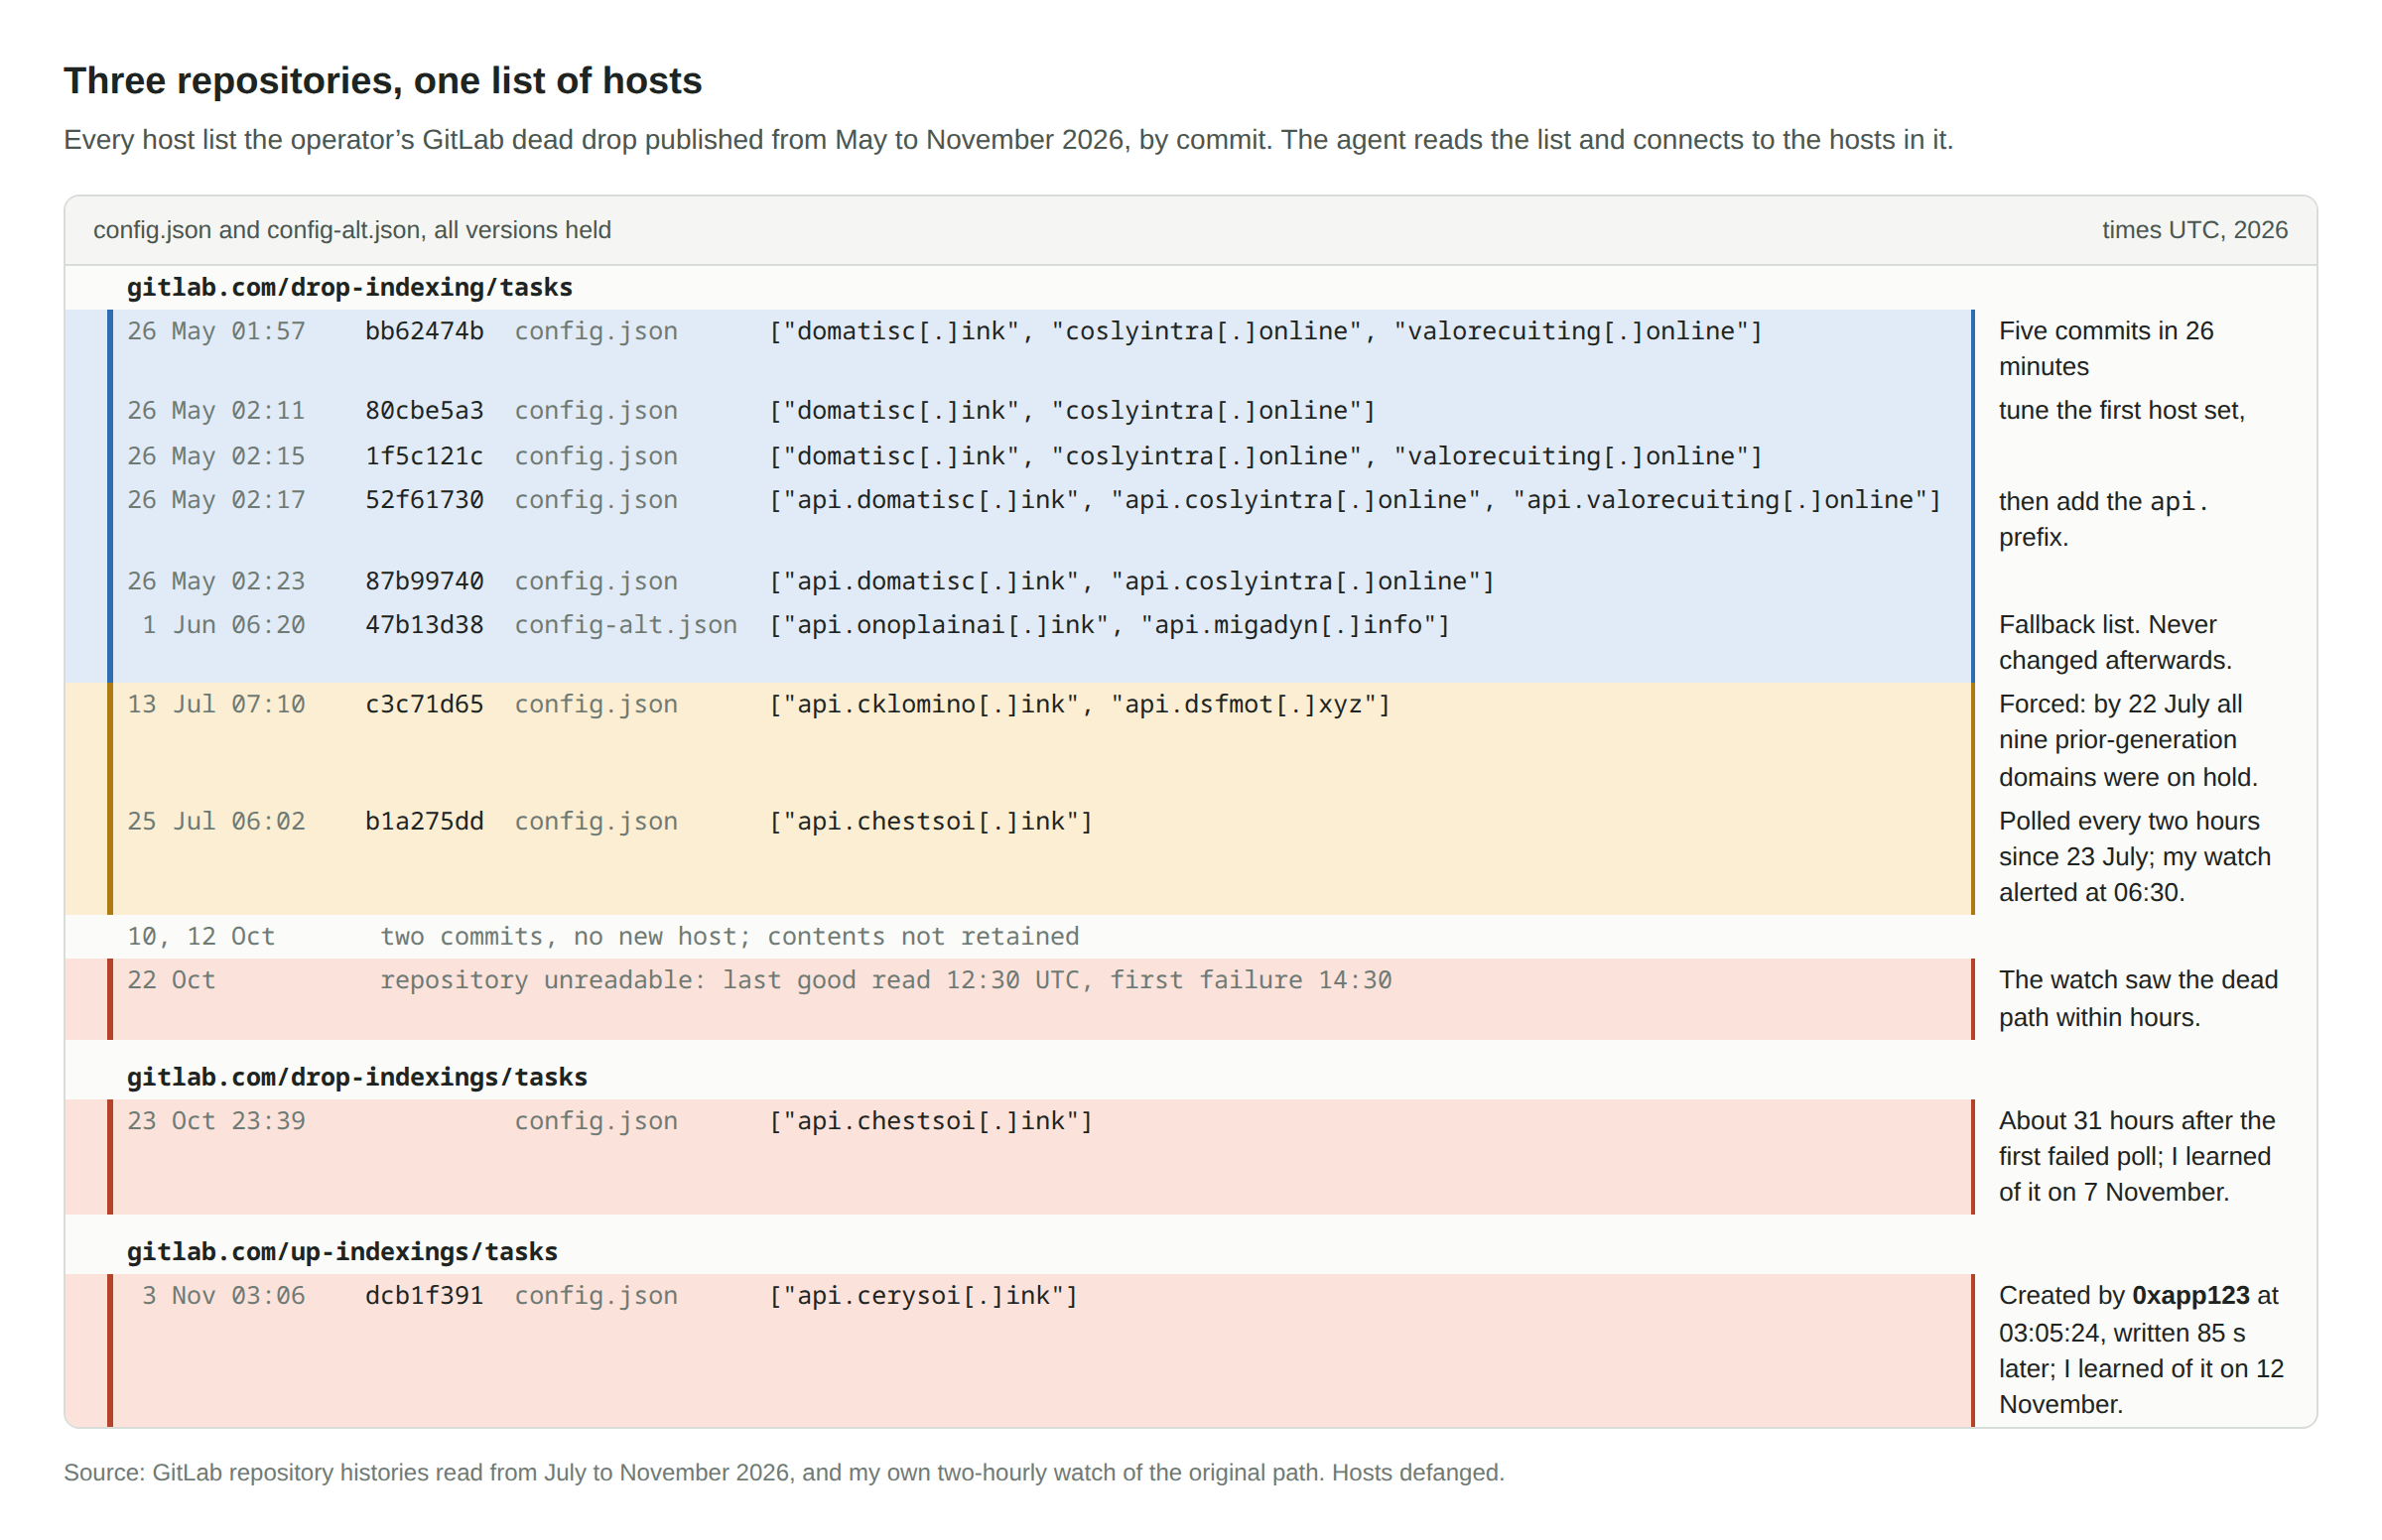 Three repositories, one list of hosts
Every host list the operator’s GitLab dead drop published from May to November 2026, by commit. The agent reads the list and connects to the hosts in it.
config.json and config-alt.json, all versions held times UTC, 2026
gitlab.com/drop-indexing/tasks
26 May 01:57 bb62474b config.json ["domatisc[.]ink", "coslyintra[.]online", "valorecuiting[.]online"] Five commits in 26
minutes
26 May 02:11 80cbe5a3 config.json ["domatisc[.]ink", "coslyintra[.]online"] tune the first host set,
26 May 02:15 1f5c121c config.json ["domatisc[.]ink", "coslyintra[.]online", "valorecuiting[.]online"]
26 May 02:17 52f61730 config.json ["api.domatisc[.]ink", "api.coslyintra[.]online", "api.valorecuiting[.]online"] then add the api.
prefix.
26 May 02:23 87b99740 config.json ["api.domatisc[.]ink", "api.coslyintra[.]online"]
1 Jun 06:20 47b13d38 config-alt.json ["api.onoplainai[.]ink", "api.migadyn[.]info"] Fallback list. Never
changed afterwards.
13 Jul 07:10 c3c71d65 config.json ["api.cklomino[.]ink", "api.dsfmot[.]xyz"] Forced: by 22 July all
nine prior-generation
domains were on hold.
25 Jul 06:02 b1a275dd config.json ["api.chestsoi[.]ink"] Polled every two hours
since 23 July; my watch
alerted at 06:30.
10, 12 Oct two commits, no new host; contents not retained
22 Oct repository unreadable: last good read 12:30 UTC, first failure 14:30 The watch saw the dead
path within hours.
gitlab.com/drop-indexings/tasks
23 Oct 23:39 config.json ["api.chestsoi[.]ink"] About 31 hours after the
first failed poll; I learned
of it on 7 November.
gitlab.com/up-indexings/tasks
3 Nov 03:06 dcb1f391 config.json ["api.cerysoi[.]ink"] Created by 0xapp123 at
03:05:24, written 85 s
later; I learned of it on 12
November.
Source: GitLab repository histories read from July to November 2026, and my own two-hourly watch of the original path. Hosts defanged.